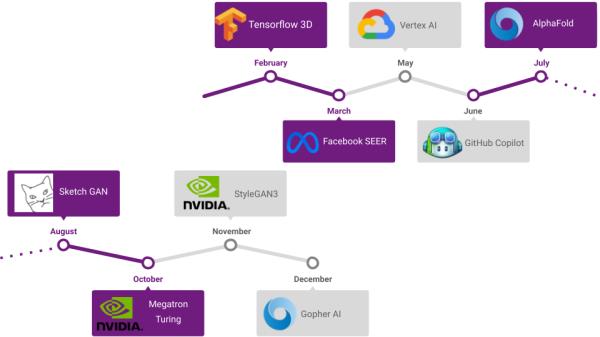 Tensorflow 3D
Vertex AI
AlphaFold
February
May
July
March
June
Facebook SEER
GitHub Copilot
Sketch GAN
StyleGAN3
NVIDIA.
August
November
October
December
Megatron
Turing
NVIDIA.
Gopher AI